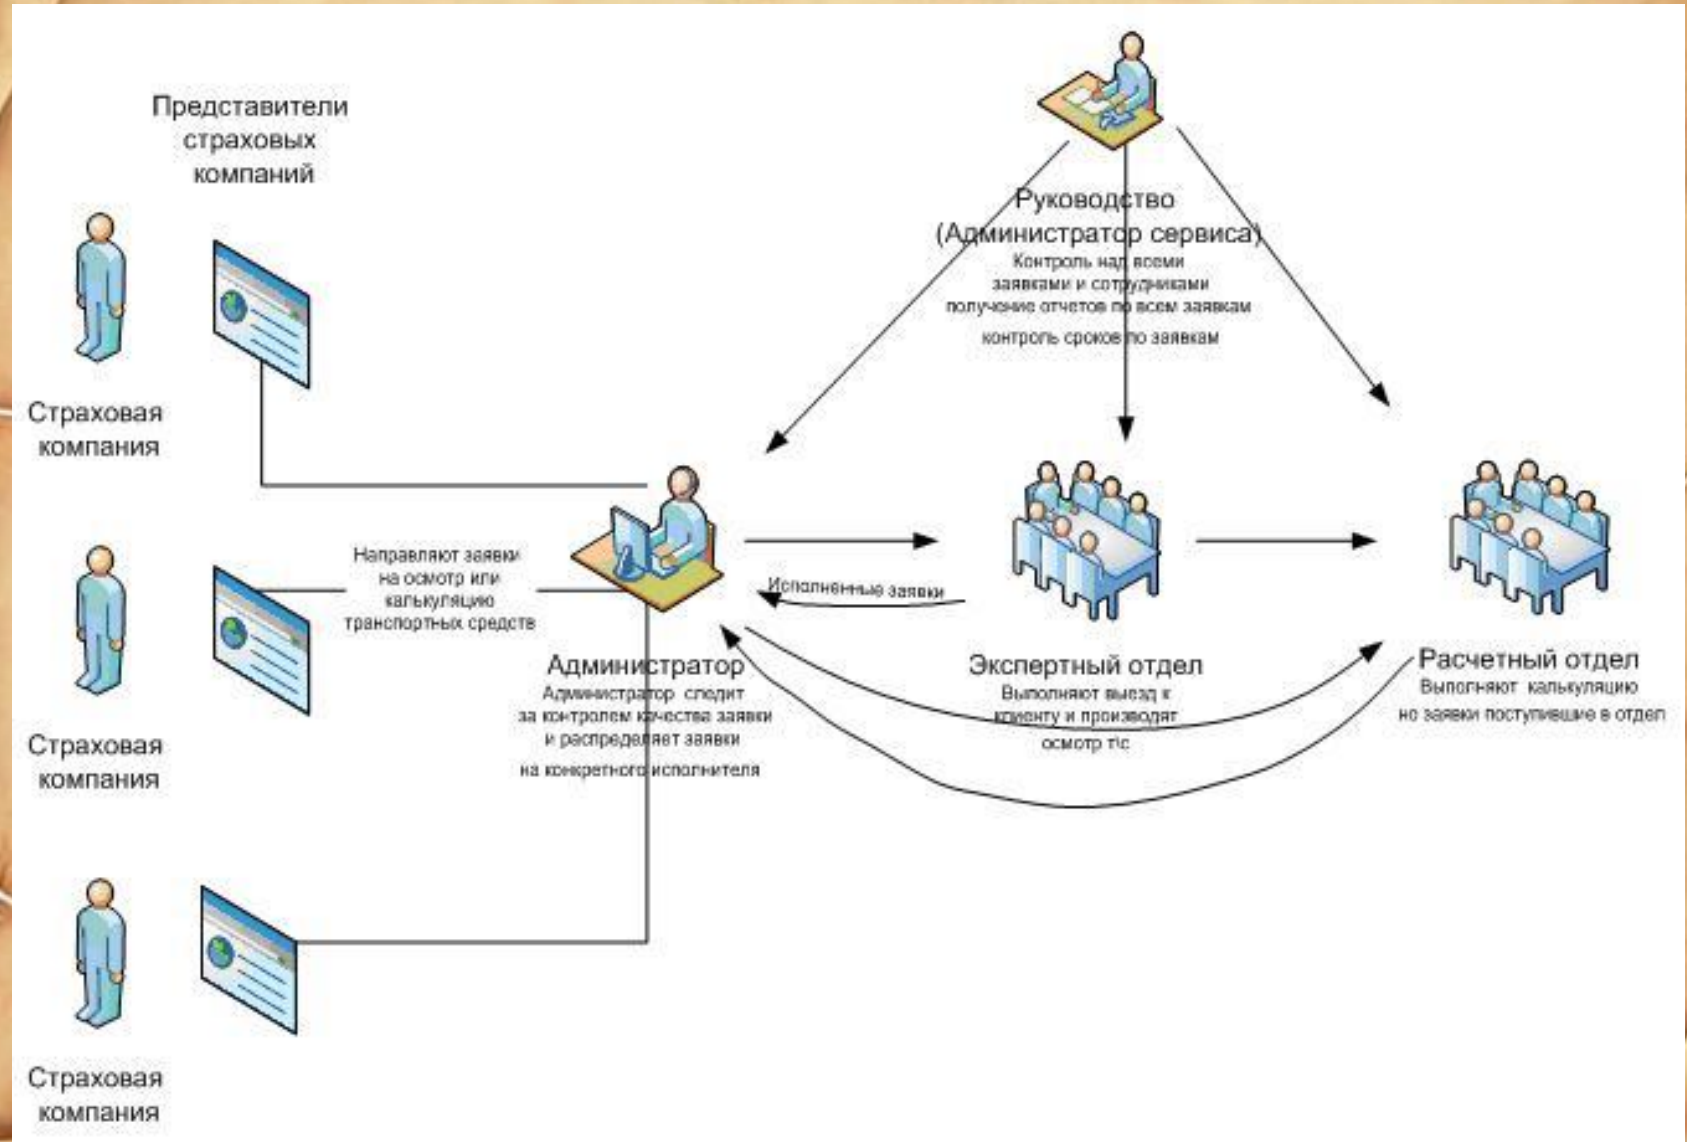 Представители
страховых
компаний
Страховая
компания
Руководство
(Администратор сервиса)
Контроль над всеми
заявками и сотрудниками
получение отчетов по всем заявкам
контроль сроков по заявкам
Направляют заявки
на осмотр или
калькуляцию
транспортных средств
Исполненные заявки
Страховая
компания
Администратор
Администратор следит
за контролем качества заявки
и распределяет заявки
на конкретного исполнителя
Экспертный отдел
Выполняют выезд к
клиенту и производят
осмотр т\с
Расчетный отдел
Выполняют калькуляцию
но заявки поступившие в отдел
Страховая
компания